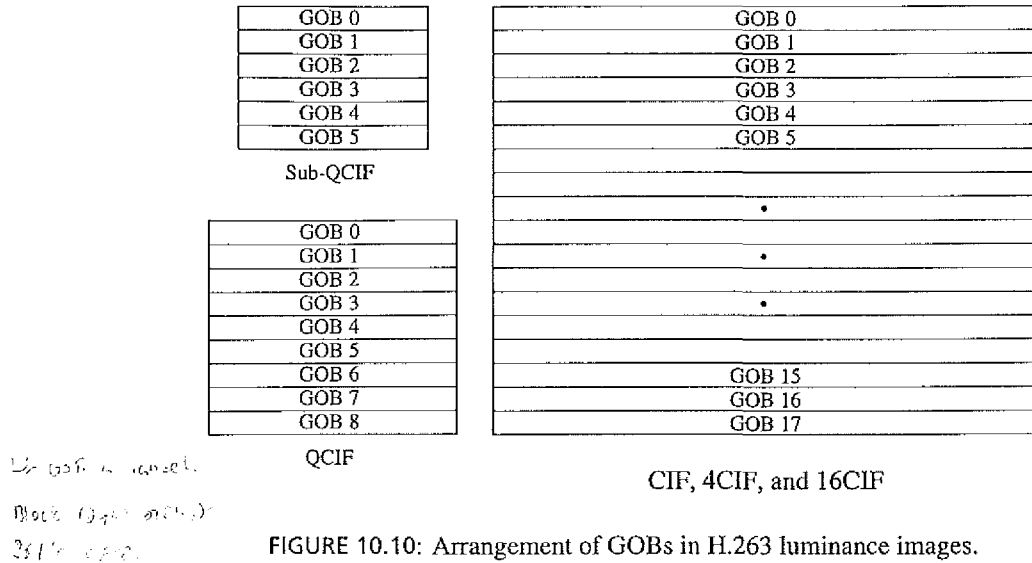 GOB 0
GOB 1
GOB 2
GOB 3
GOB 4
GOB 5
Sub-QCIF
GOB 0
GOB 1
GOB 2
GOB 3
GOB 4
GOB 5
GOB 6
GOB 7
GOB 8
QCIF
GOB 0
GOB 1
GOB 2
GOB 3
GOB 4
GOB 5
GOB 15
GOB 16
GOB 17
CIF, 4CIF, and 16CIF
FIGURE 10.10: Arrangement of GOBs in H.263 luminance images.